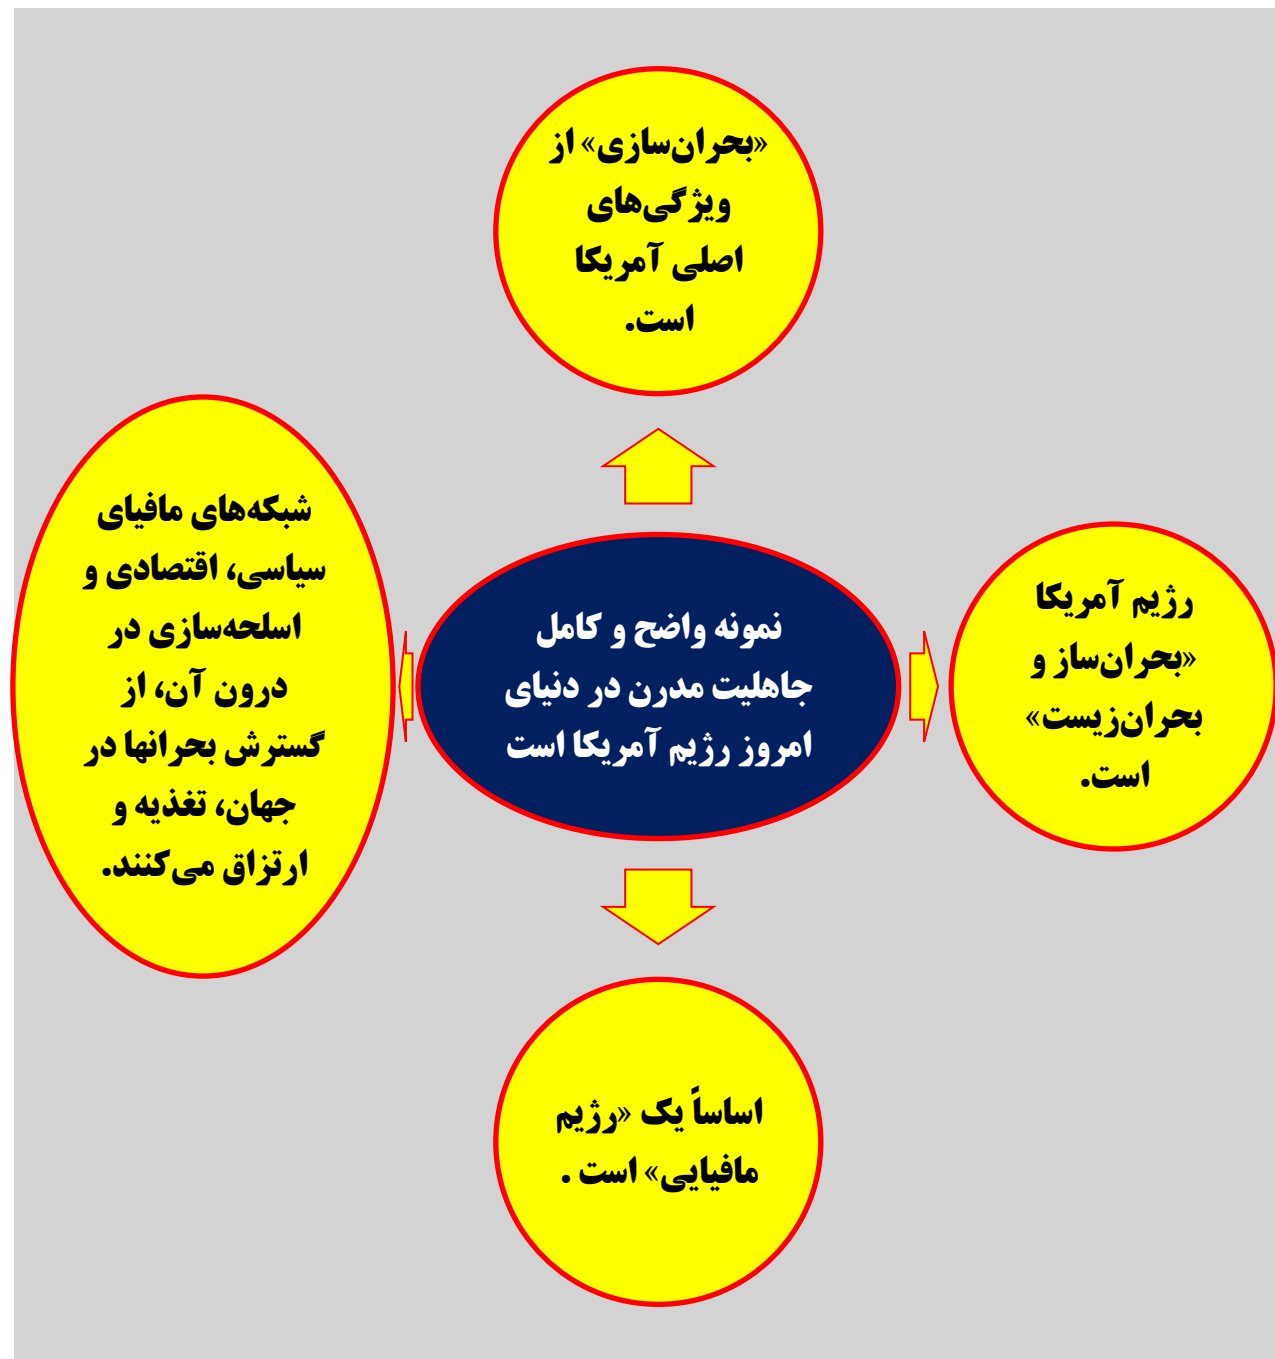 «بحران‌سازی» از
ویژگی‌های
اصلی آمریکا
است.
رژیم آمریکا
«بحران‌ساز و
بحران‌زیست»
است.
نمونه واضح و کامل
جاهلیت مدرن در دنیای
امروز رژیم آمریکا است
شبکه‌های مافیای
سیاسی، اقتصادی و
اسلحه‌سازی در
درون آن، از
گسترش بحرانها در
جهان، تغذیه و
ارتزاق می‌کنند.
اساساً یک «رژیم
مافیایی» است .